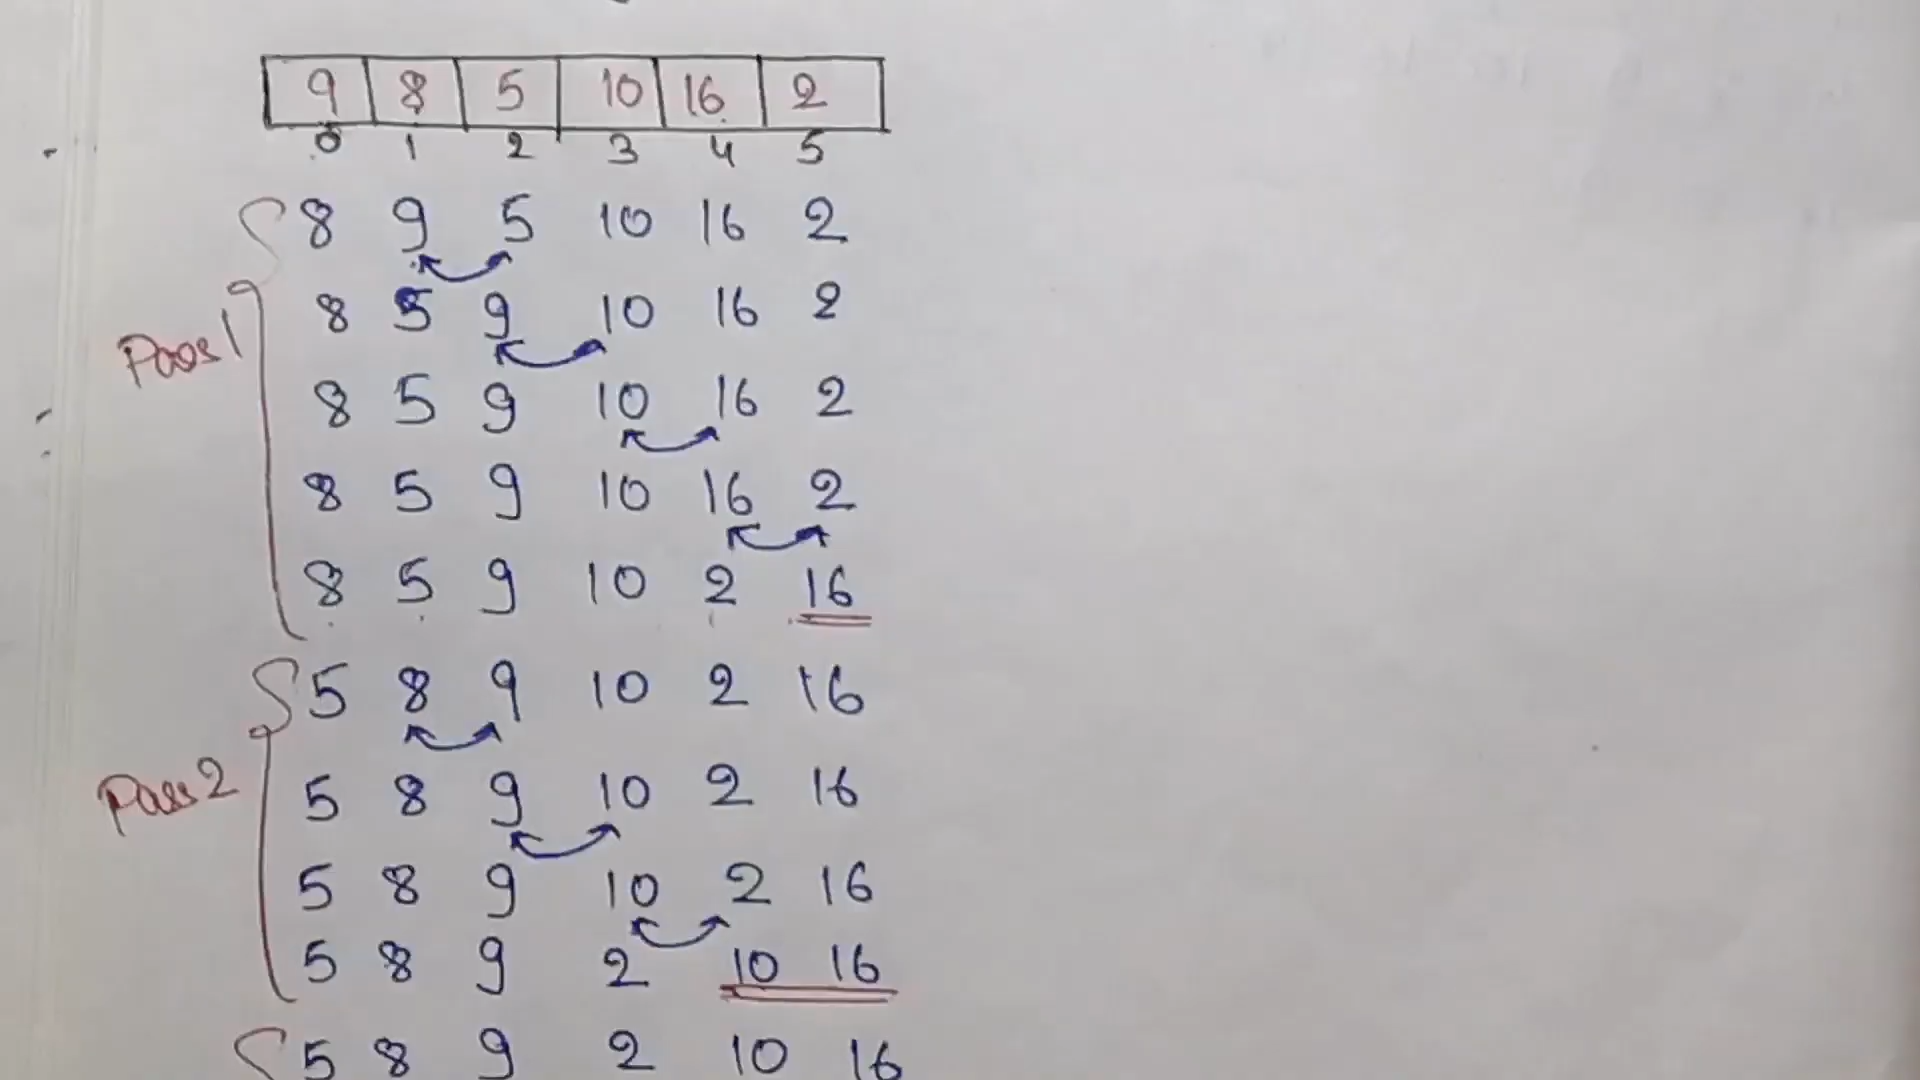 9 8 5 10 16 2
0 1 2 3 4 5
8 9 5 10 16 2
8 5 9 10 16 2
Pass 1
8 5 9 10 16 2
8 5 9 10 16 2
8 5 9 10 2 16
5 8 9 10 2 16
Pass 2
5 8 9 10 2 16
5 8 9 10 2 16
5 8 9 2 10 16
5 8 9 2 10 16